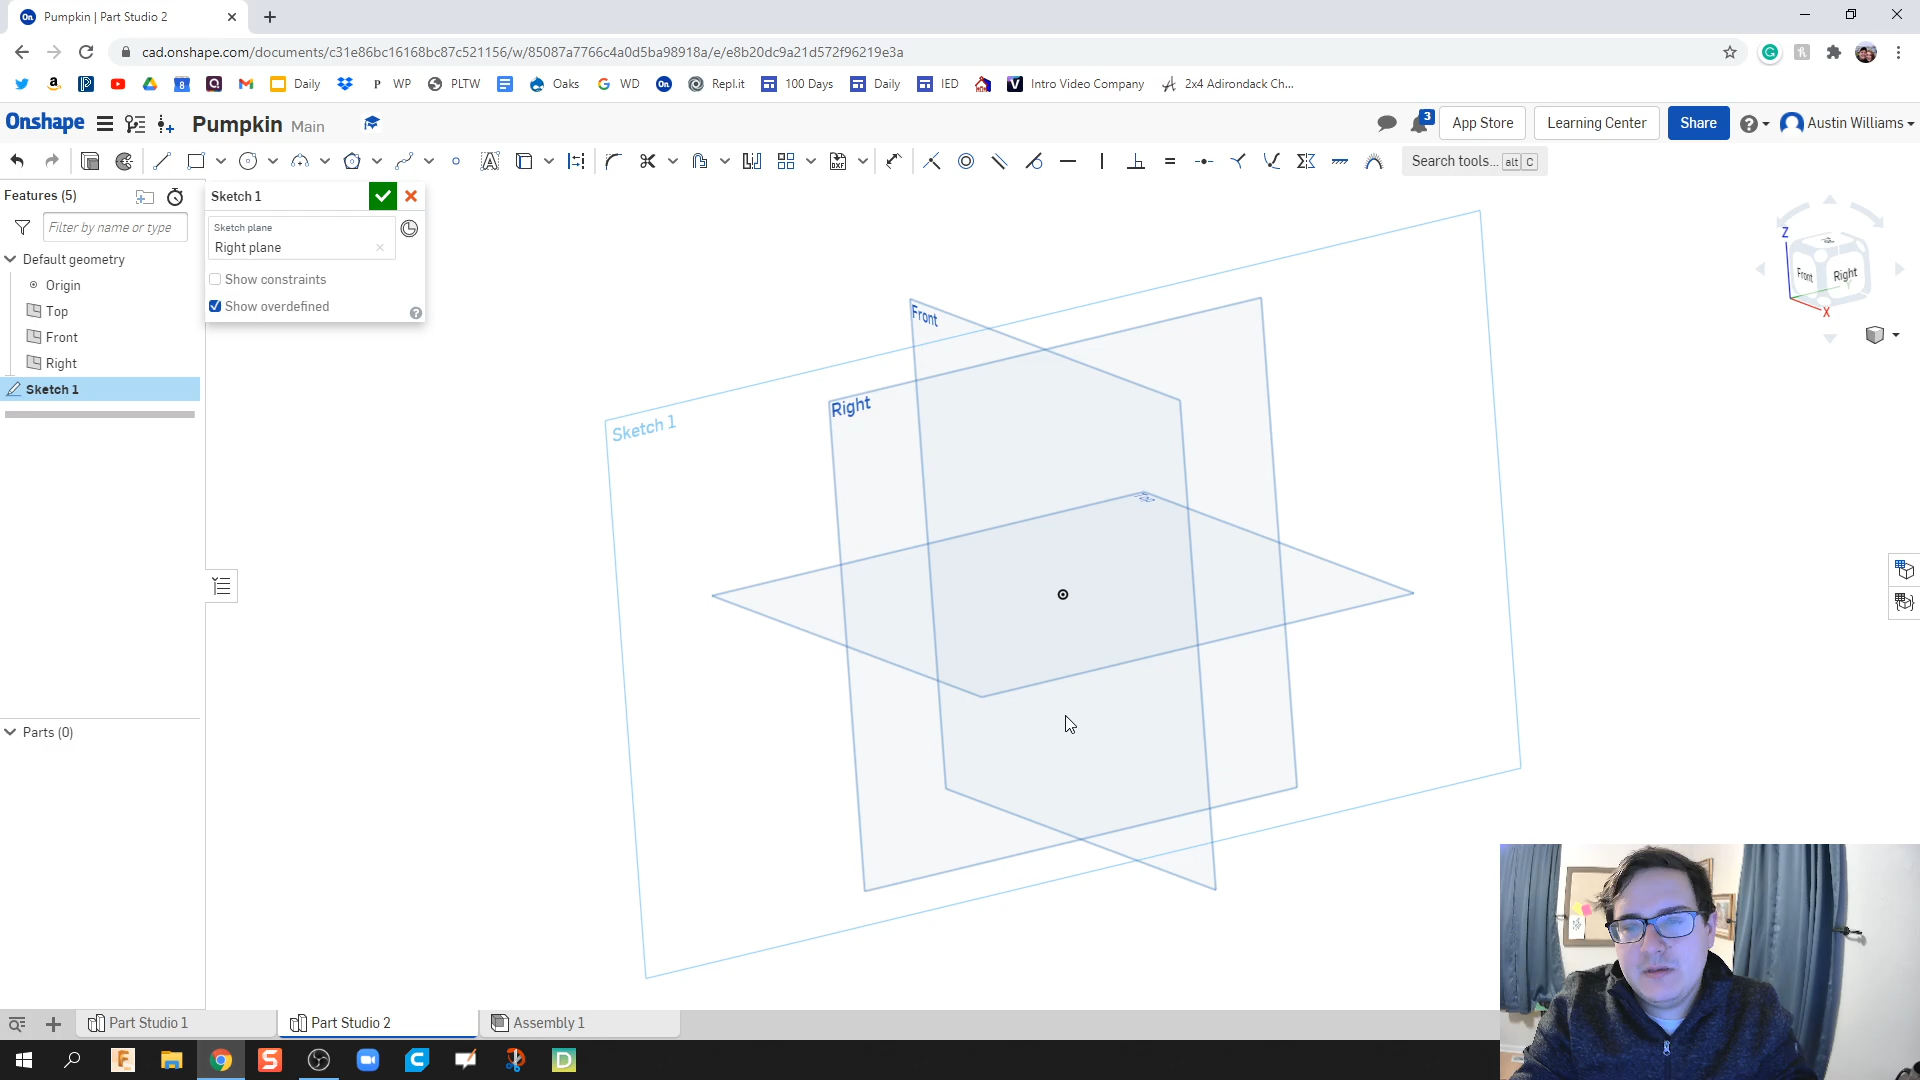 Pumpkin | Part Studio 2
cad.onshape.com/documents/c31e86bc16168bc87c521156/w/85087a7766c4a0d5ba98918a/e/e8b20dc9a21d572f96219e3a
Daily
WP
PLTW
Oaks
WD
Repl.it
100 Days
Daily
IED
Intro Video Company
2x4 Adirondack Ch...
Onshape
Pumpkin Main
3
App Store
Learning Center
Share
Austin Williams
Search tools... alt C
Features (5)
Filter by name or type
Default geometry
Origin
Top
Front
Right
Sketch 1
Sketch 1
Sketch plane
Right plane
Show constraints
Show overdefined
Front
Right
Sketch 1
Top
Z
Front
Right
Y
X
Parts (0)
Part Studio 1
Part Studio 2
Assembly 1